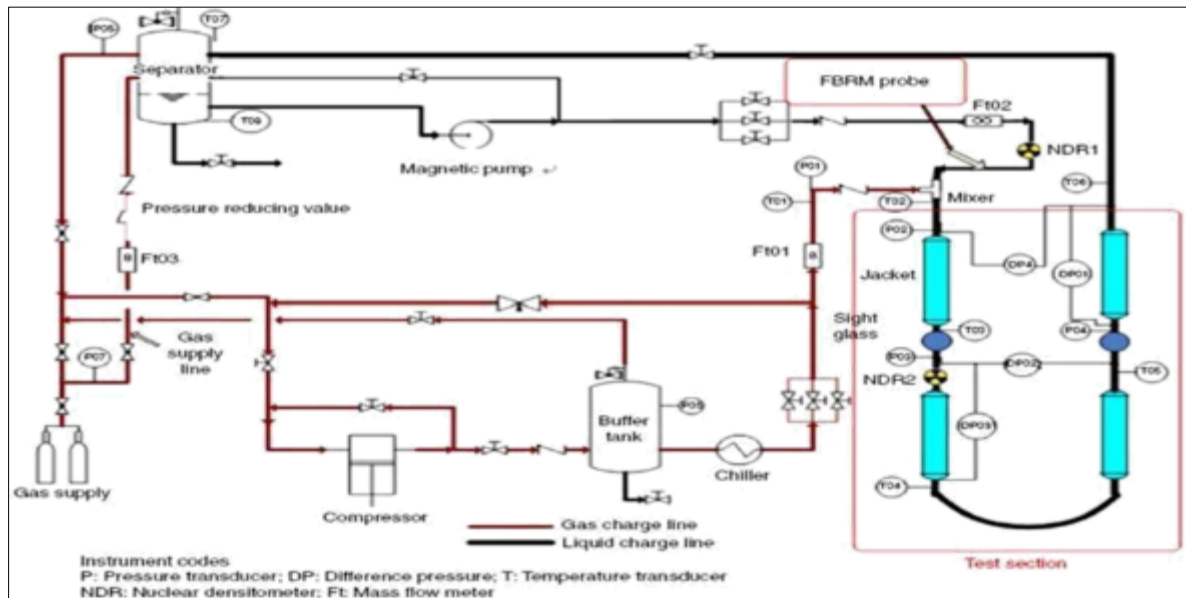 P05
T07
Separator
T09
Magnetic pump
FBRM probe
Ft02
NDR1
P01
T01
T02
Mixer
T06
Pressure reducing value
Ft03
Ft01
P02
Jacket
DP4
DP01
Gas
supply
line
P07
Sight
glass
T03
P04
P03
DP02
T05
NDR2
Buffer
tank
P05
DP03
T04
Chiller
Gas supply
Compressor
Gas charge line
Liquid charge line
Test section
Instrument codes
P: Pressure transducer; DP: Difference pressure; T: Temperature transducer
NDR: Nuclear densitometer; Ft: Mass flow meter